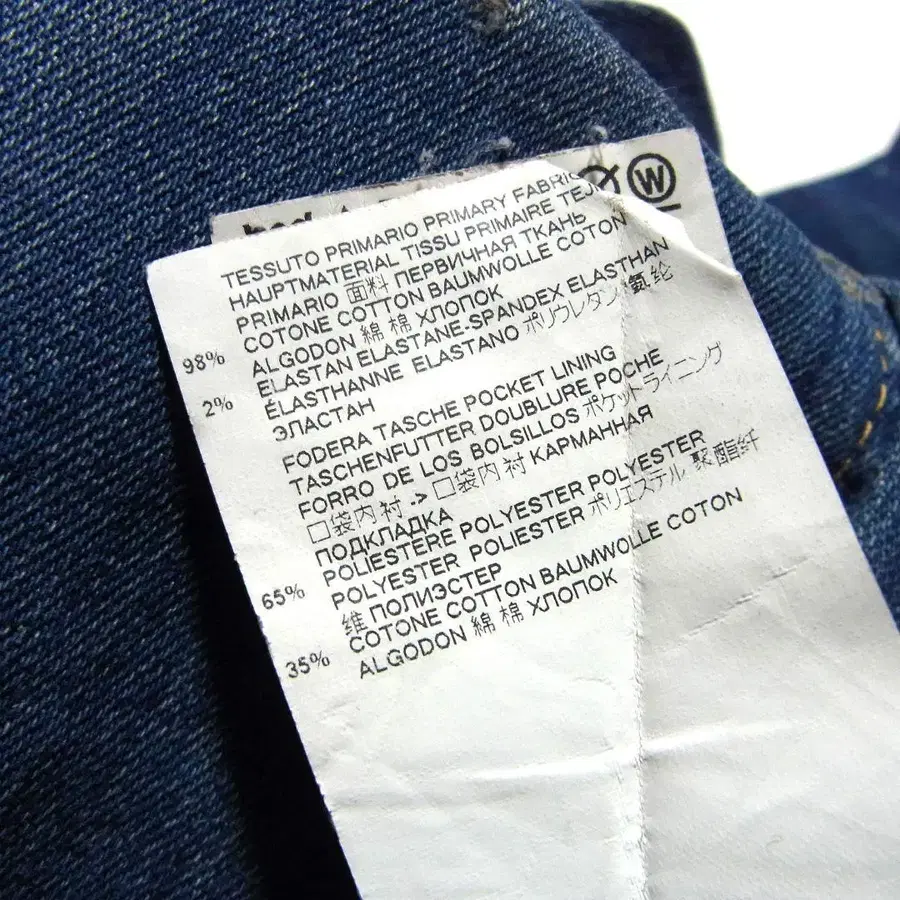 W
TESSUTO PRIMARIO PRIMARY FABRIC
HAUPTMATERIAL TISSU PRIMAIRE TEJ
PRIMARIO 面料 ПЕРВИЧНАЯ ТКАНЬ
98% COTONE COTTON BAUMWOLLE COTON
ALGODON 綿 棉 ХЛОПОК
2% ELASTAN ELASTANE-SPANDEX ELASTHAN
ÉLASTHANNE ELASTANO ポリウレタン 氨纶
ЭЛАСТАН
FODERA TASCHE POCKET LINING
TASCHENFUTTER DOUBLURE POCHE
FORRO DE LOS BOLSILLOS ポケットライニング
口袋内衬 -> 口袋内衬 КАРМАННАЯ
ПОДКЛАДКА
65% POLIESTERE POLYESTER POLYESTER
POLYESTER POLIESTER ポリエステル 聚酯纤
维 ПОЛИЭСТЕР
35% COTONE COTTON BAUMWOLLE COTON
ALGODON 綿 棉 ХЛОПОК